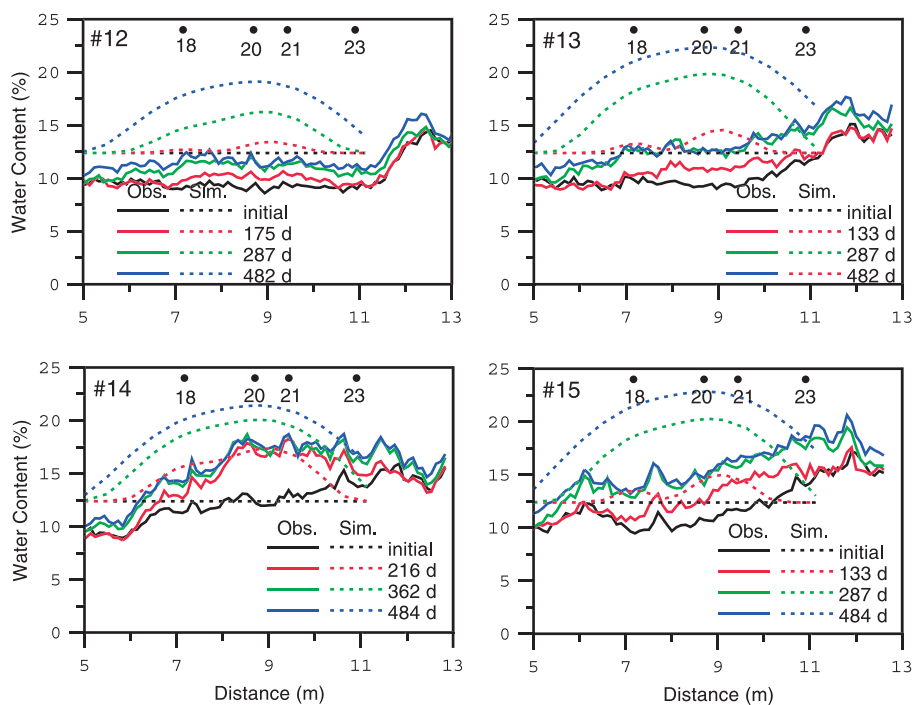 #12
18 20 21 23
25
20
15
10
5
0
Water Content (%)
Obs. Sim.
initial
175 d
287 d
482 d
5 7 9 11 13
#13
18 20 21 23
25
20
15
10
5
0
Obs. Sim.
initial
133 d
287 d
482 d
5 7 9 11 13
#14
18 20 21 23
25
20
15
10
5
0
Water Content (%)
Obs. Sim.
initial
216 d
362 d
484 d
5 7 9 11 13
Distance (m)
#15
18 20 21 23
25
20
15
10
5
0
Obs. Sim.
initial
133 d
287 d
484 d
5 7 9 11 13
Distance (m)